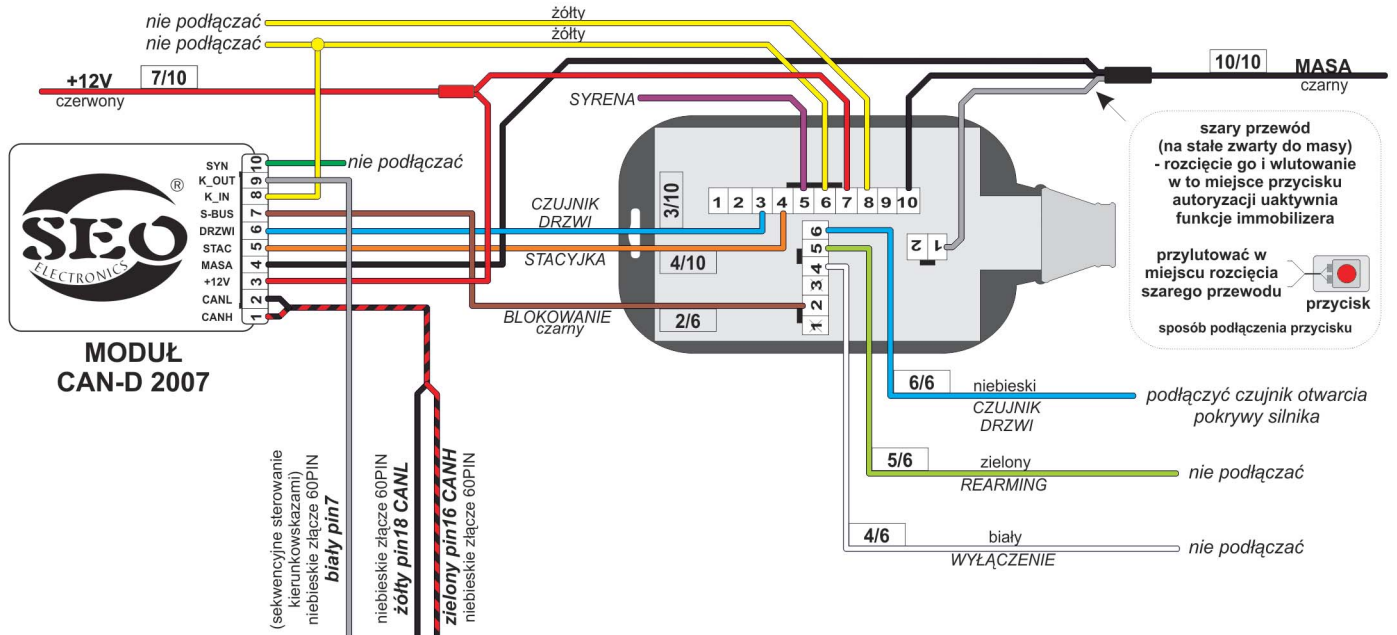 nie podłączać
żółty
nie podłączać
żółty
+12V
7/10
czerwony
10/10
MASA
czarny
SYRENA
szary przewód
(na stałe zwarty do masy)
- rozcięcie go i wlutowanie
w to miejsce przycisku
autoryzacji uaktywnia
funkcje immobilizera
przylutować w
miejscu rozcięcia
szarego przewodu
przycisk
sposób podłączenia przycisku
SEO
®
ELECTRONICS
SYN 10
K_OUT 9
K_IN 8
S-BUS 7
DRZWI 6
STAC 5
MASA 4
+12V 3
CANL 2
CANH 1
nie podłączać
MODUŁ
CAN-D 2007
CZUJNIK
DRZWI
3/10
STACYJKA
4/10
BLOKOWANIE
czarny
2/6
1 2 3 4 5 6 7 8 9 10
6
5
4
3
2
1
2 1
6/6
niebieski
CZUJNIK
DRZWI
podłączyć czujnik otwarcia
pokrywy silnika
5/6
zielony
REARMING
nie podłączać
4/6
biały
WYŁĄCZENIE
nie podłączać
(sekwencyjne sterowanie
kierunkowskazami)
niebieskie złącze 60PIN
biały pin7
niebieskie złącze 60PIN
żółty pin18 CANL
zielony pin16 CANH
niebieskie złącze 60PIN